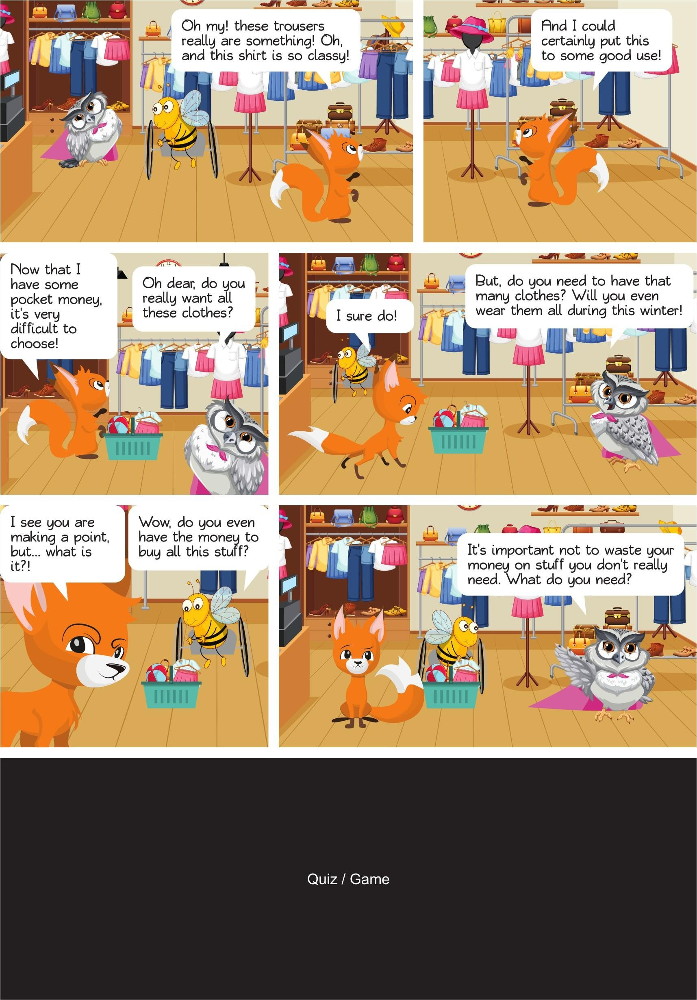 Oh my! these trousers
really are something! Oh,
and this shirt is so classy!
And I could
certainly put this
to some good use!
Now that I
have some
pocket money,
it's very
difficult to
choose!
Oh dear, do you
really want all
these clothes?
I sure do!
But, do you need to have that
many clothes? Will you even
wear them all during this winter!
I see you are
making a point,
but... what is
it?!
Wow, do you even
have the money to
buy all this stuff?
It's important not to waste your
money on stuff you don't really
need. What do you need?
Quiz / Game